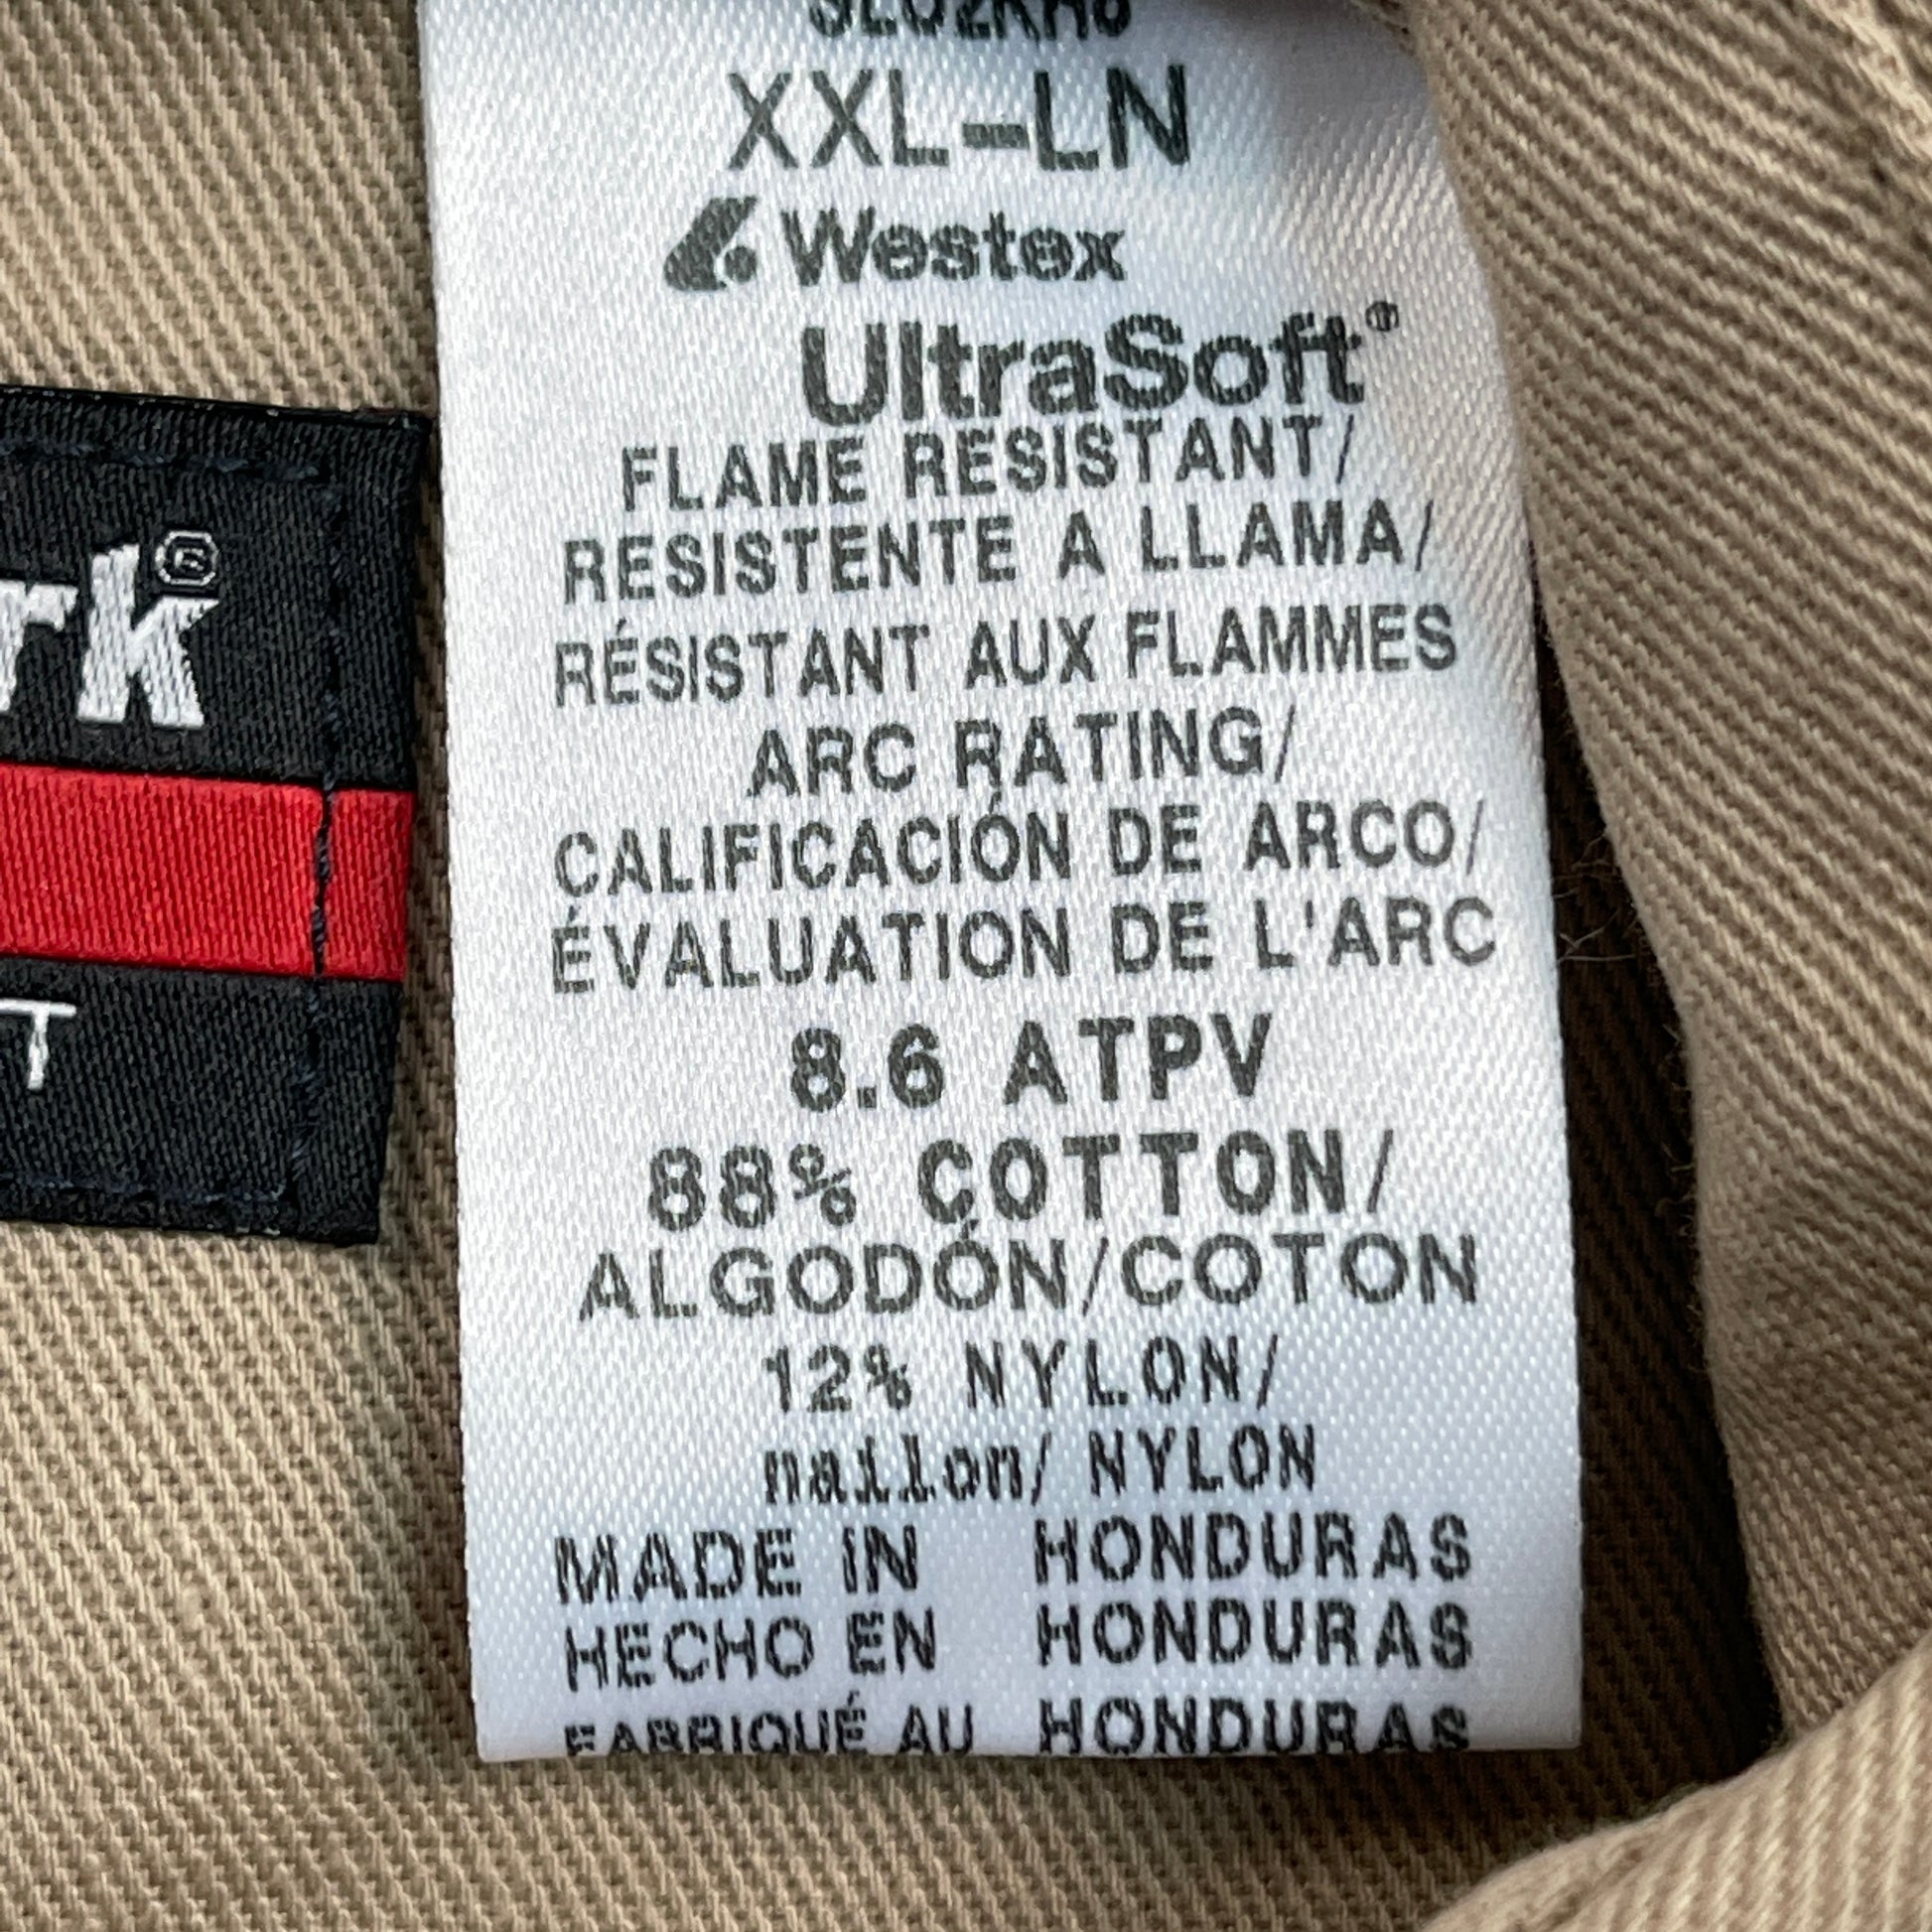 XXL-LN
Westex
UltraSoft®
FLAME RESISTANT/
RESISTENTE A LLAMA/
RÉSISTANT AUX FLAMMES
ARC RATING/
CALIFICACIÓN DE ARCO/
ÉVALUATION DE L'ARC
8.6 ATPV
88% COTTON/
ALGODÓN/COTON
12% NYLON/
nailon/ NYLON
MADE IN HONDURAS
HECHO EN HONDURAS
FABRIQUÉ AU HONDURAS
rk®
T